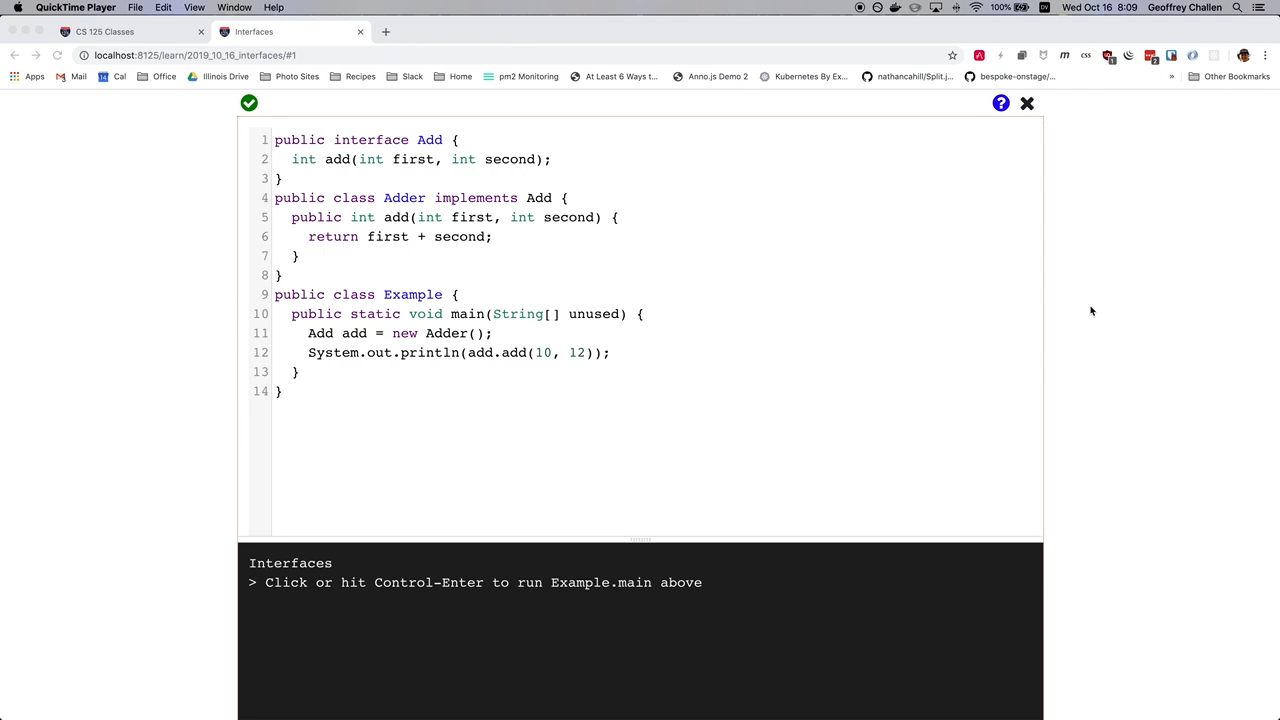 QuickTime Player File Edit View Window Help 100% DV Wed Oct 16 8:09 Geoffrey Challen
CS 125 Classes
Interfaces
localhost:8125/learn/2019_10_16_interfaces/#1
m css 1 2
Apps Mail Cal Office Illinois Drive Photo Sites Recipes Slack Home pm2 Monitoring At Least 6 Ways t... Anno.js Demo 2 Kubernetes By Ex... nathancahill/Split.j... bespoke-onstage/... » Other Bookmarks
1 public interface Add {
2 int add(int first, int second);
3 }
4 public class Adder implements Add {
5 public int add(int first, int second) {
6 return first + second;
7 }
8 }
9 public class Example {
10 public static void main(String[] unused) {
11 Add add = new Adder();
12 System.out.println(add.add(10, 12));
13 }
14 }
Interfaces
> Click or hit Control-Enter to run Example.main above